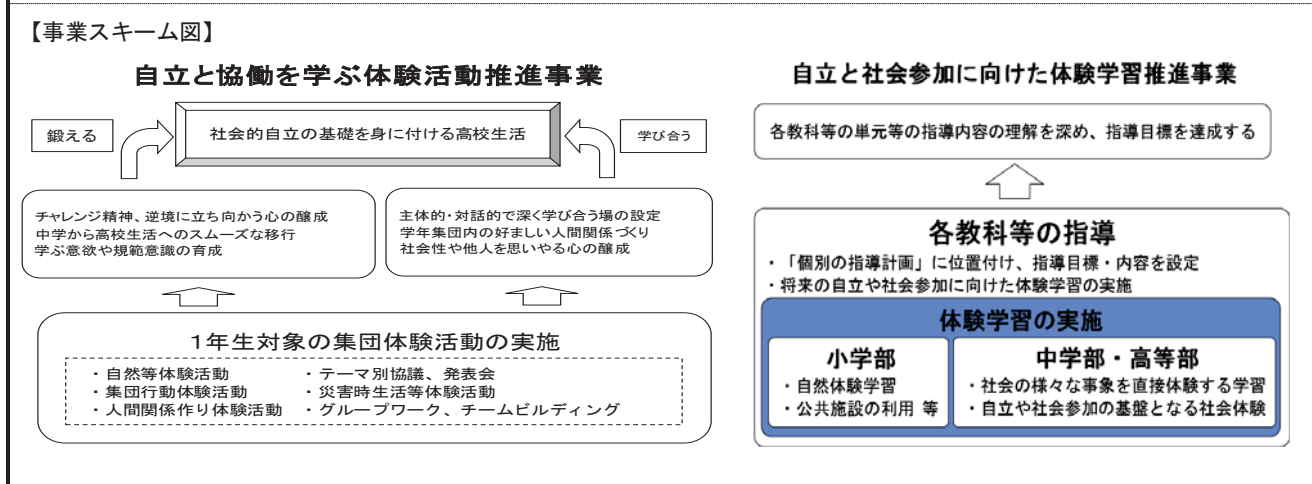 【事業スキーム図】
自立と協働を学ぶ体験活動推進事業
鍛える
社会的自立の基礎を身に付ける高校生活
学び合う
チャレンジ精神、逆境に立ち向かう心の醸成
中学から高校生活へのスムーズな移行
学ぶ意欲や規範意識の育成
主体的・対話的で深く学び合う場の設定
学年集団内の好ましい人間関係づくり
社会性や他人を思いやる心の醸成
1年生対象の集団体験活動の実施
・自然等体験活動
・集団行動体験活動
・人間関係作り体験活動
・テーマ別協議、発表会
・災害時生活等体験活動
・グループワーク、チームビルディング
自立と社会参加に向けた体験学習推進事業
各教科等の単元等の指導内容の理解を深め、指導目標を達成する
各教科等の指導
・「個別の指導計画」に位置付け、指導目標・内容を設定
・将来の自立や社会参加に向けた体験学習の実施
体験学習の実施
小学部
・自然体験学習
・公共施設の利用 等
中学部・高等部
・社会の様々な事象を直接体験する学習
・自立や社会参加の基盤となる社会体験